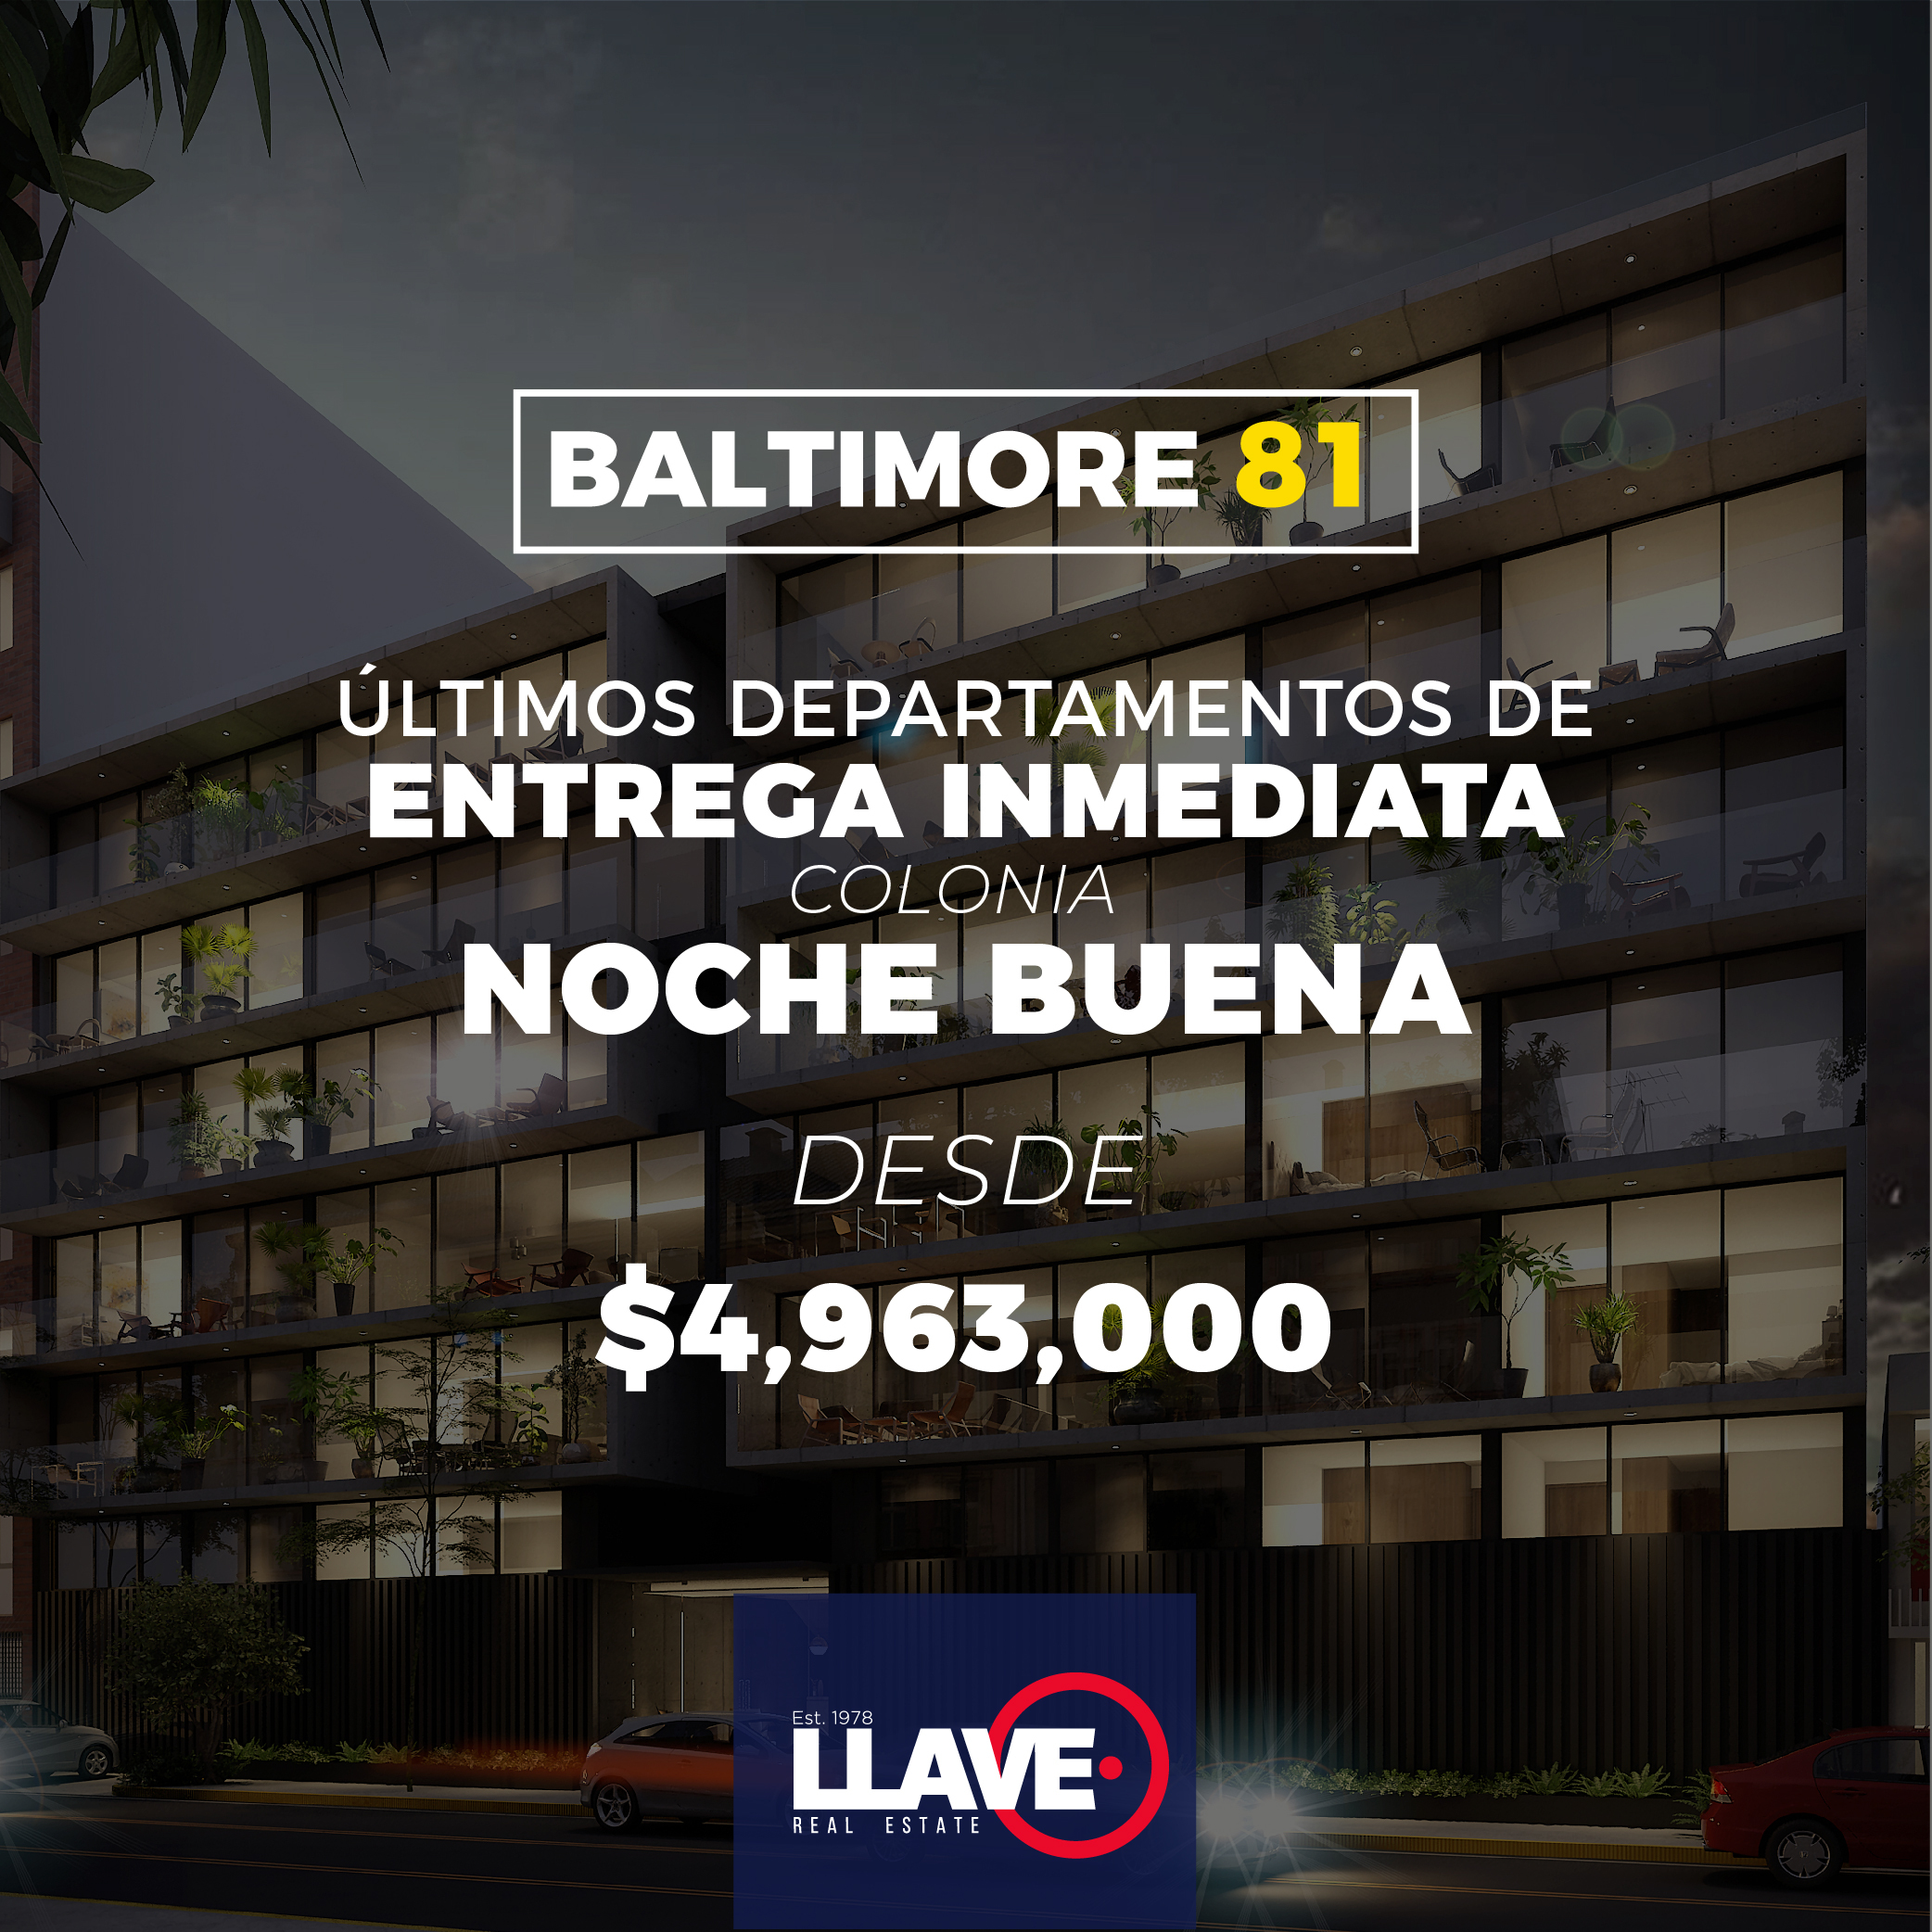 BALTIMORE 81
ÚLTIMOS DEPARTAMENTOS DE
ENTREGA INMEDIATA
COLONIA
NOCHE BUENA
DESDE
$4,963,000
Est. 1978
LLAVE
REAL ESTATE